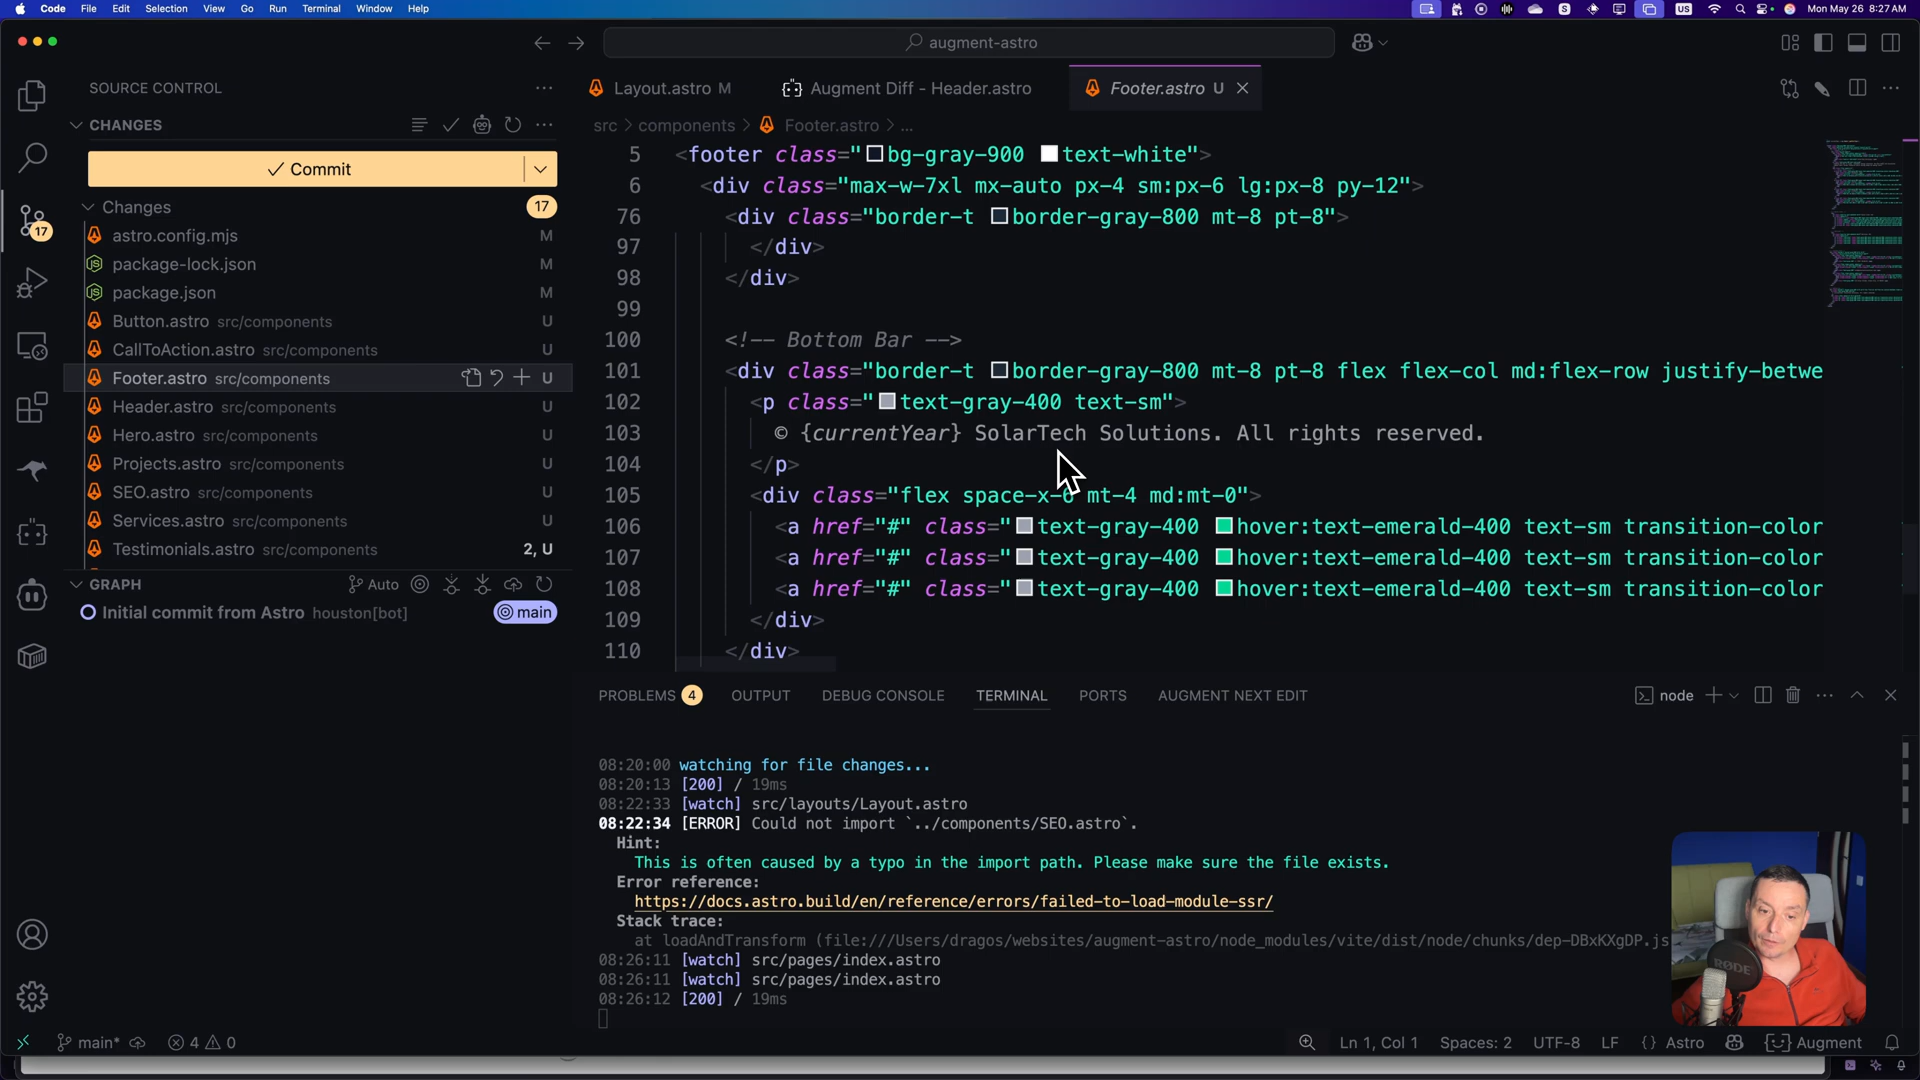 Code File Edit Selection View Go Run Terminal Window Help
US Mon May 26 8:27 AM
augment-astro
SOURCE CONTROL
Layout.astro M
Augment Diff - Header.astro
Footer.astro U
CHANGES
src > components > Footer.astro > ...
Commit
Changes 17
17
astro.config.mjs M
package-lock.json M
package.json M
Button.astro src/components U
CallToAction.astro src/components U
Footer.astro src/components U
Header.astro src/components U
Hero.astro src/components U
Projects.astro src/components U
SEO.astro src/components U
Services.astro src/components U
Testimonials.astro src/components 2, U
GRAPH Auto
Initial commit from Astro houston[bot] main
5 <footer class="bg-gray-900 text-white">
6 <div class="max-w-7xl mx-auto px-4 sm:px-6 lg:px-8 py-12">
76 <div class="border-t border-gray-800 mt-8 pt-8">
97 </div>
98 </div>
99
100 <!-- Bottom Bar -->
101 <div class="border-t border-gray-800 mt-8 pt-8 flex flex-col md:flex-row justify-betwe
102 <p class="text-gray-400 text-sm">
103 © {currentYear} SolarTech Solutions. All rights reserved.
104 </p>
105 <div class="flex space-x-6 mt-4 md:mt-0">
106 <a href="#" class="text-gray-400 hover:text-emerald-400 text-sm transition-color
107 <a href="#" class="text-gray-400 hover:text-emerald-400 text-sm transition-color
108 <a href="#" class="text-gray-400 hover:text-emerald-400 text-sm transition-color
109 </div>
110 </div>
PROBLEMS 4 OUTPUT DEBUG CONSOLE TERMINAL PORTS AUGMENT NEXT EDIT
node
08:20:00 watching for file changes...
08:20:13 [200] / 19ms
08:22:33 [watch] src/layouts/Layout.astro
08:22:34 [ERROR] Could not import `../components/SEO.astro`.
Hint:
This is often caused by a typo in the import path. Please make sure the file exists.
Error reference:
https://docs.astro.build/en/reference/errors/failed-to-load-module-ssr/
Stack trace:
at loadAndTransform (file:///Users/dragos/websites/augment-astro/node_modules/vite/dist/node/chunks/dep-DBxKXgDP.js
08:26:11 [watch] src/pages/index.astro
08:26:11 [watch] src/pages/index.astro
08:26:12 [200] / 19ms
RØDE
main* 4 0
Ln 1, Col 1 Spaces: 2 UTF-8 LF {} Astro Augment